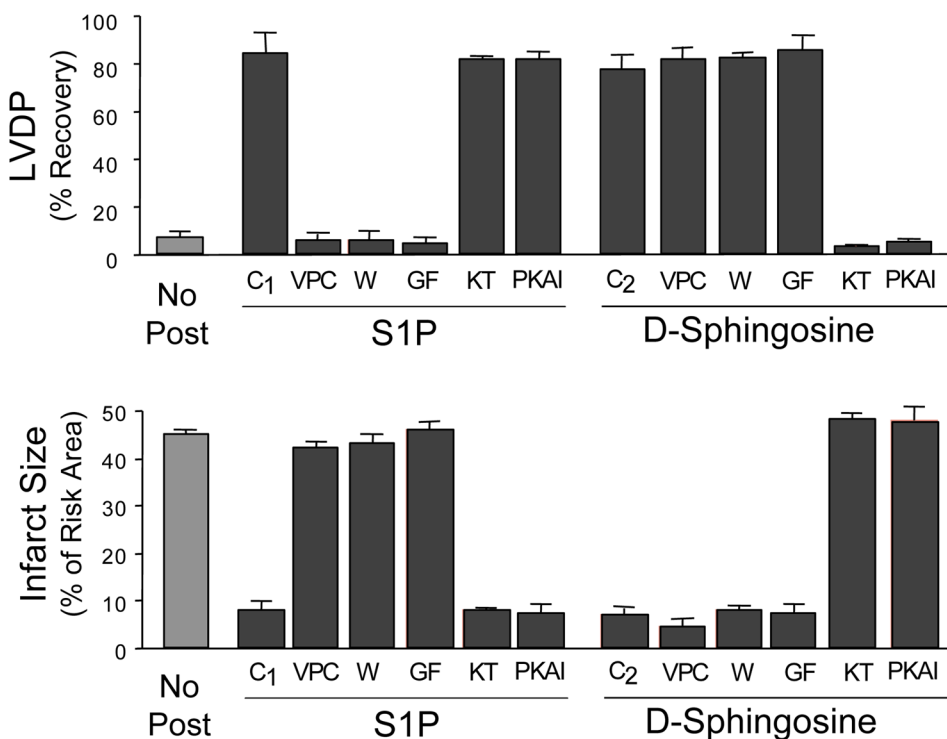 LVDP
(% Recovery)
100
80
60
40
20
0
No
Post
C1 VPC W GF KT PKAI
S1P
C2 VPC W GF KT PKAI
D-Sphingosine
Infarct Size
(% of Risk Area)
50
40
30
20
10
0
No
Post
C1 VPC W GF KT PKAI
S1P
C2 VPC W GF KT PKAI
D-Sphingosine